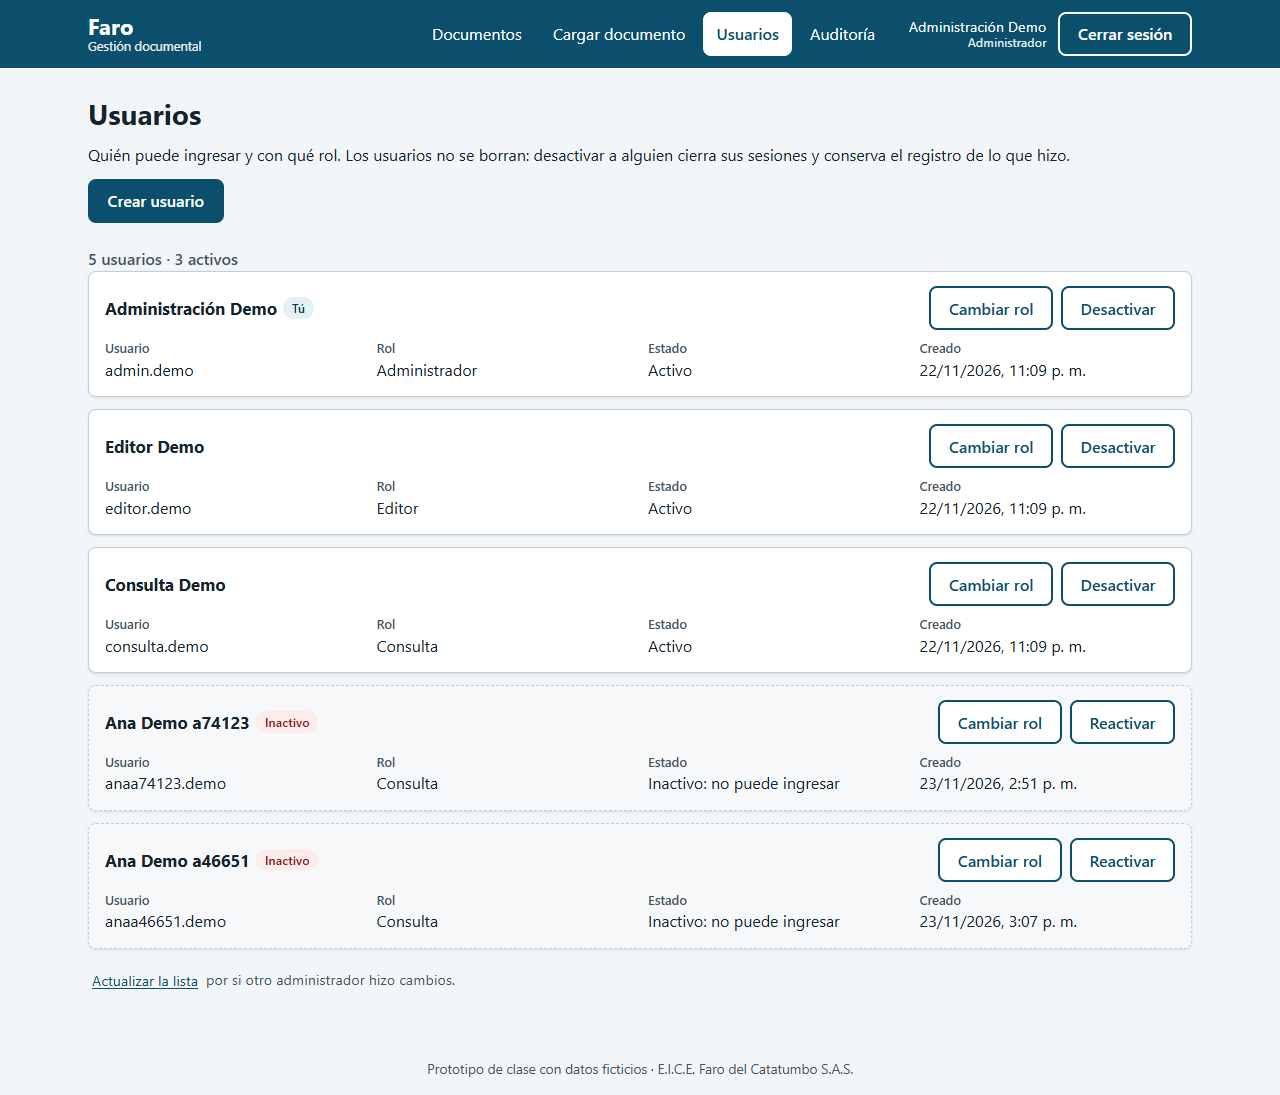 Faro
Gestión documental
Documentos
Cargar documento
Usuarios
Auditoría
Administración Demo
Administrador
Cerrar sesión
Usuarios
Quién puede ingresar y con qué rol. Los usuarios no se borran: desactivar a alguien cierra sus sesiones y conserva el registro de lo que hizo.
Crear usuario
5 usuarios · 3 activos
Administración Demo Tú
Cambiar rol Desactivar
Usuario Rol Estado Creado
admin.demo Administrador Activo 22/11/2026, 11:09 p. m.
Editor Demo
Cambiar rol Desactivar
Usuario Rol Estado Creado
editor.demo Editor Activo 22/11/2026, 11:09 p. m.
Consulta Demo
Cambiar rol Desactivar
Usuario Rol Estado Creado
consulta.demo Consulta Activo 22/11/2026, 11:09 p. m.
Ana Demo a74123 Inactivo
Cambiar rol Reactivar
Usuario Rol Estado Creado
anaa74123.demo Consulta Inactivo: no puede ingresar 23/11/2026, 2:51 p. m.
Ana Demo a46651 Inactivo
Cambiar rol Reactivar
Usuario Rol Estado Creado
anaa46651.demo Consulta Inactivo: no puede ingresar 23/11/2026, 3:07 p. m.
Actualizar la lista por si otro administrador hizo cambios.
Prototipo de clase con datos ficticios · E.I.C.E. Faro del Catatumbo S.A.S.